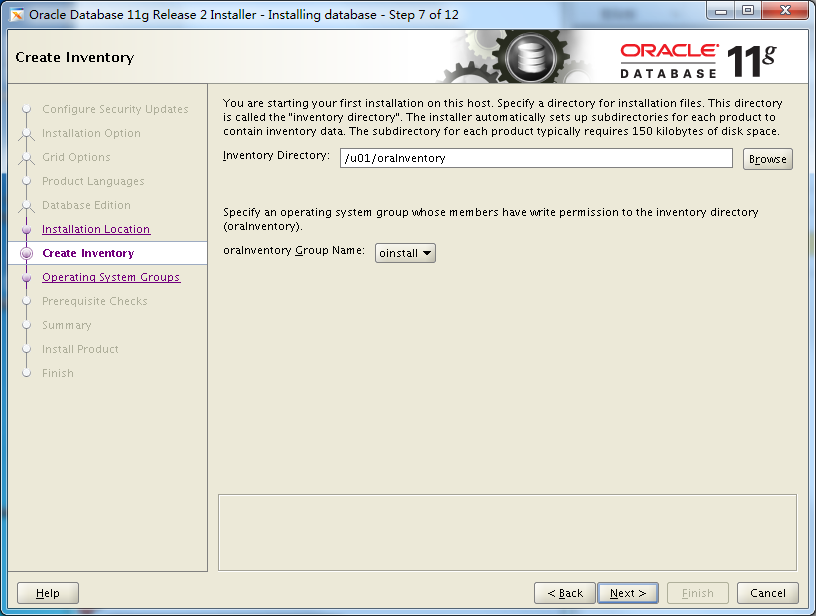 Oracle Database 11g Release 2 Installer - Installing database - Step 7 of 12
Create Inventory
ORACLE
DATABASE
11g
Configure Security Updates
Installation Option
Grid Options
Product Languages
Database Edition
Installation Location
Create Inventory
Operating System Groups
Prerequisite Checks
Summary
Install Product
Finish
You are starting your first installation on this host. Specify a directory for installation files. This directory
is called the "inventory directory". The installer automatically sets up subdirectories for each product to
contain inventory data. The subdirectory for each product typically requires 150 kilobytes of disk space.
Inventory Directory: /u01/oraInventory Browse
Specify an operating system group whose members have write permission to the inventory directory
(oraInventory).
oraInventory Group Name: oinstall
Help < Back Next > Finish Cancel